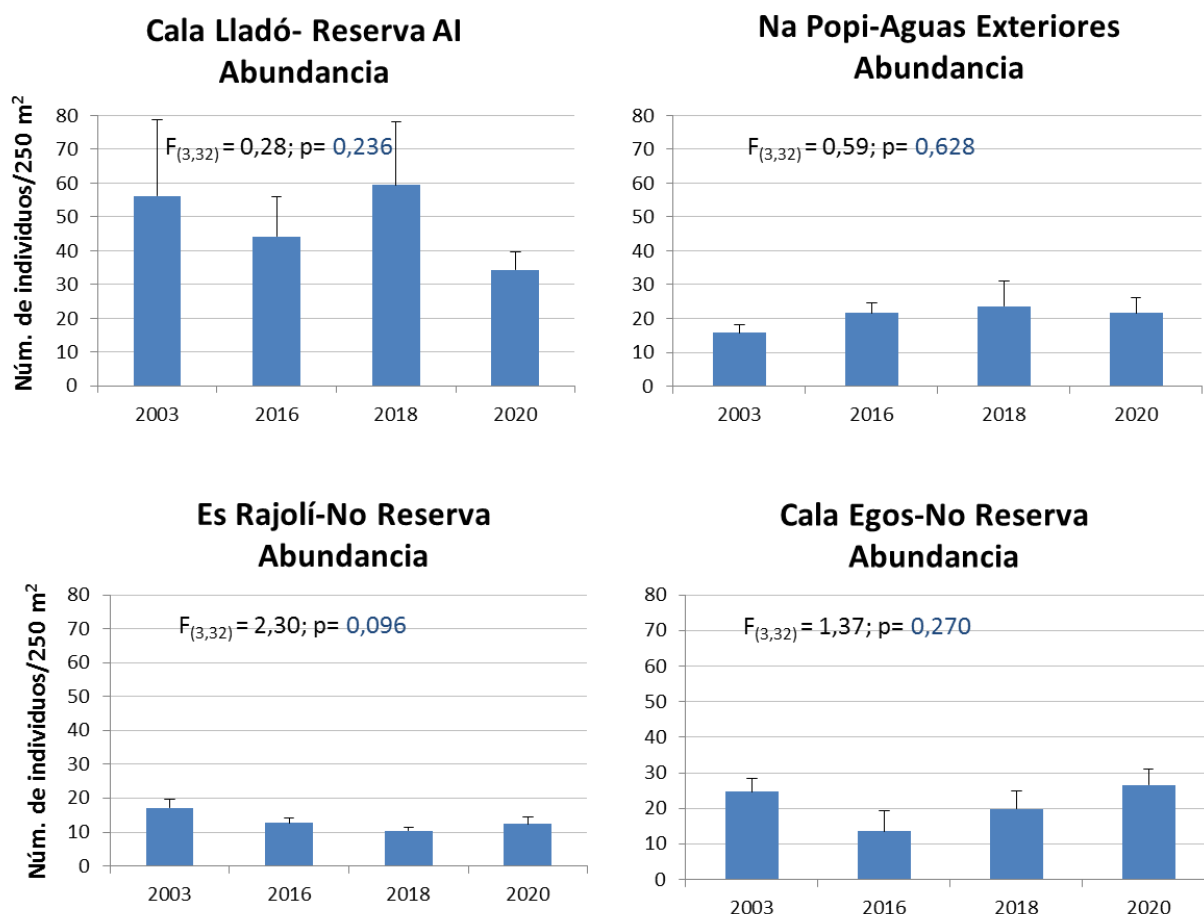 Cala Lladó- Reserva AI
Abundancia
Núm. de individuos/250 m²
80
70
60
50
40
30
20
10
0
F(3,32) = 0,28; p= 0,236
2003 2016 2018 2020
Na Popi-Aguas Exteriores
Abundancia
80
70
60
50
40
30
20
10
0
F(3,32) = 0,59; p= 0,628
2003 2016 2018 2020
Es Rajolí-No Reserva
Abundancia
Núm. de individuos/250 m²
80
70
60
50
40
30
20
10
0
F(3,32) = 2,30; p= 0,096
2003 2016 2018 2020
Cala Egos-No Reserva
Abundancia
80
70
60
50
40
30
20
10
0
F(3,32) = 1,37; p= 0,270
2003 2016 2018 2020